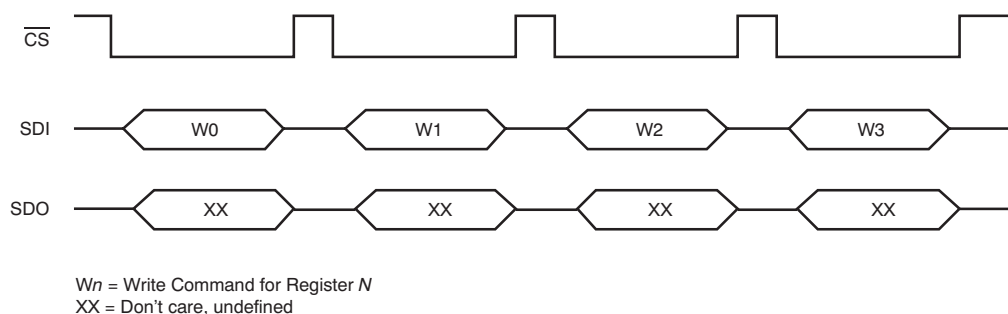 CS
SDI W0 W1 W2 W3
SDO XX XX XX XX
Wn = Write Command for Register N
XX = Don't care, undefined